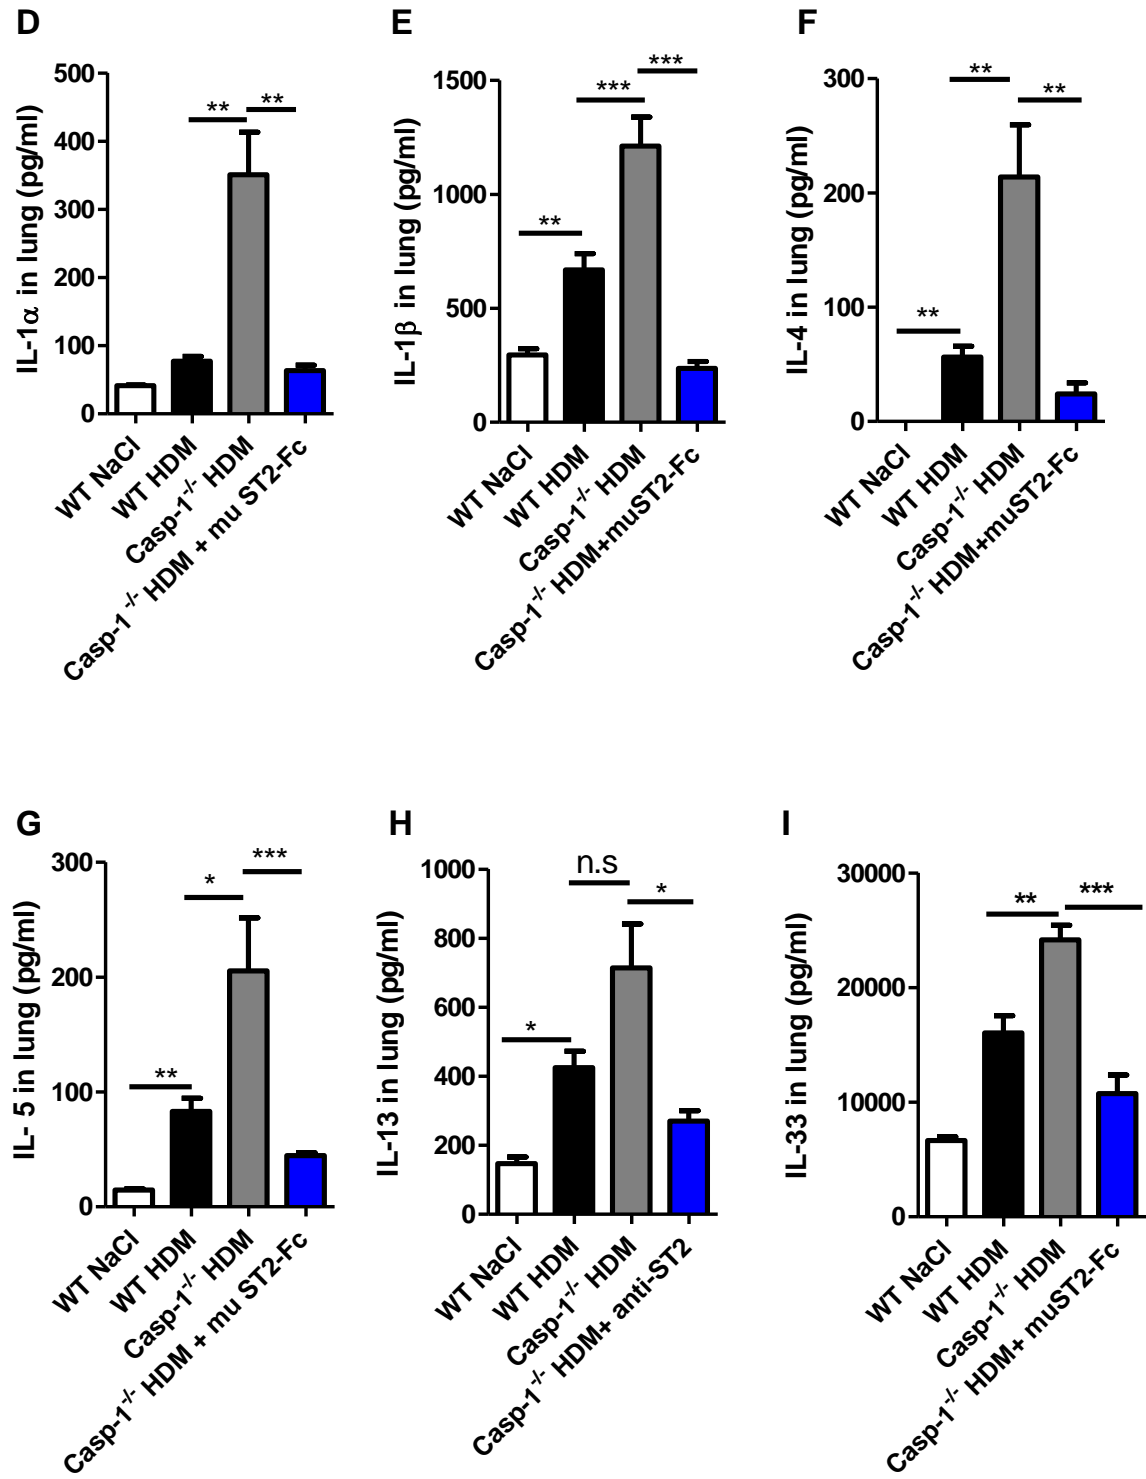 D
IL-1α in lung (pg/ml)
500
400
300
200
100
0
**
**
WT NaCl
WT HDM
Casp-1-/- HDM
Casp-1-/- HDM + mu ST2-Fc
E
IL-1β in lung (pg/ml)
1500
1000
500
0
**
***
***
WT NaCl
WT HDM
Casp-1-/- HDM
Casp-1-/- HDM+muST2-Fc
F
IL-4 in lung (pg/ml)
300
200
100
0
**
**
**
WT NaCl
WT HDM
Casp-1-/- HDM
Casp-1-/- HDM+muST2-Fc
G
IL- 5 in lung (pg/ml)
300
200
100
0
**
*
***
WT NaCl
WT HDM
Casp-1-/- HDM
Casp-1-/- HDM + mu ST2-Fc
H
IL-13 in lung (pg/ml)
1000
800
600
400
200
0
*
n.s
*
WT NaCl
WT HDM
Casp-1-/- HDM
Casp-1-/- HDM+ anti-ST2
I
IL-33 in lung (pg/ml)
30000
20000
10000
0
**
***
WT NaCl
WT HDM
Casp-1-/- HDM
Casp-1-/- HDM+ muST2-Fc